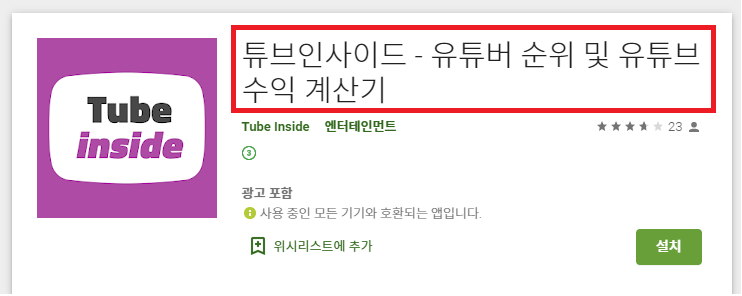 Tube
inside
튜브인사이드 - 유튜버 순위 및 유튜브
수익 계산기
Tube Inside 엔터테인먼트
23
3
광고 포함
사용 중인 모든 기기와 호환되는 앱입니다.
위시리스트에 추가
설치